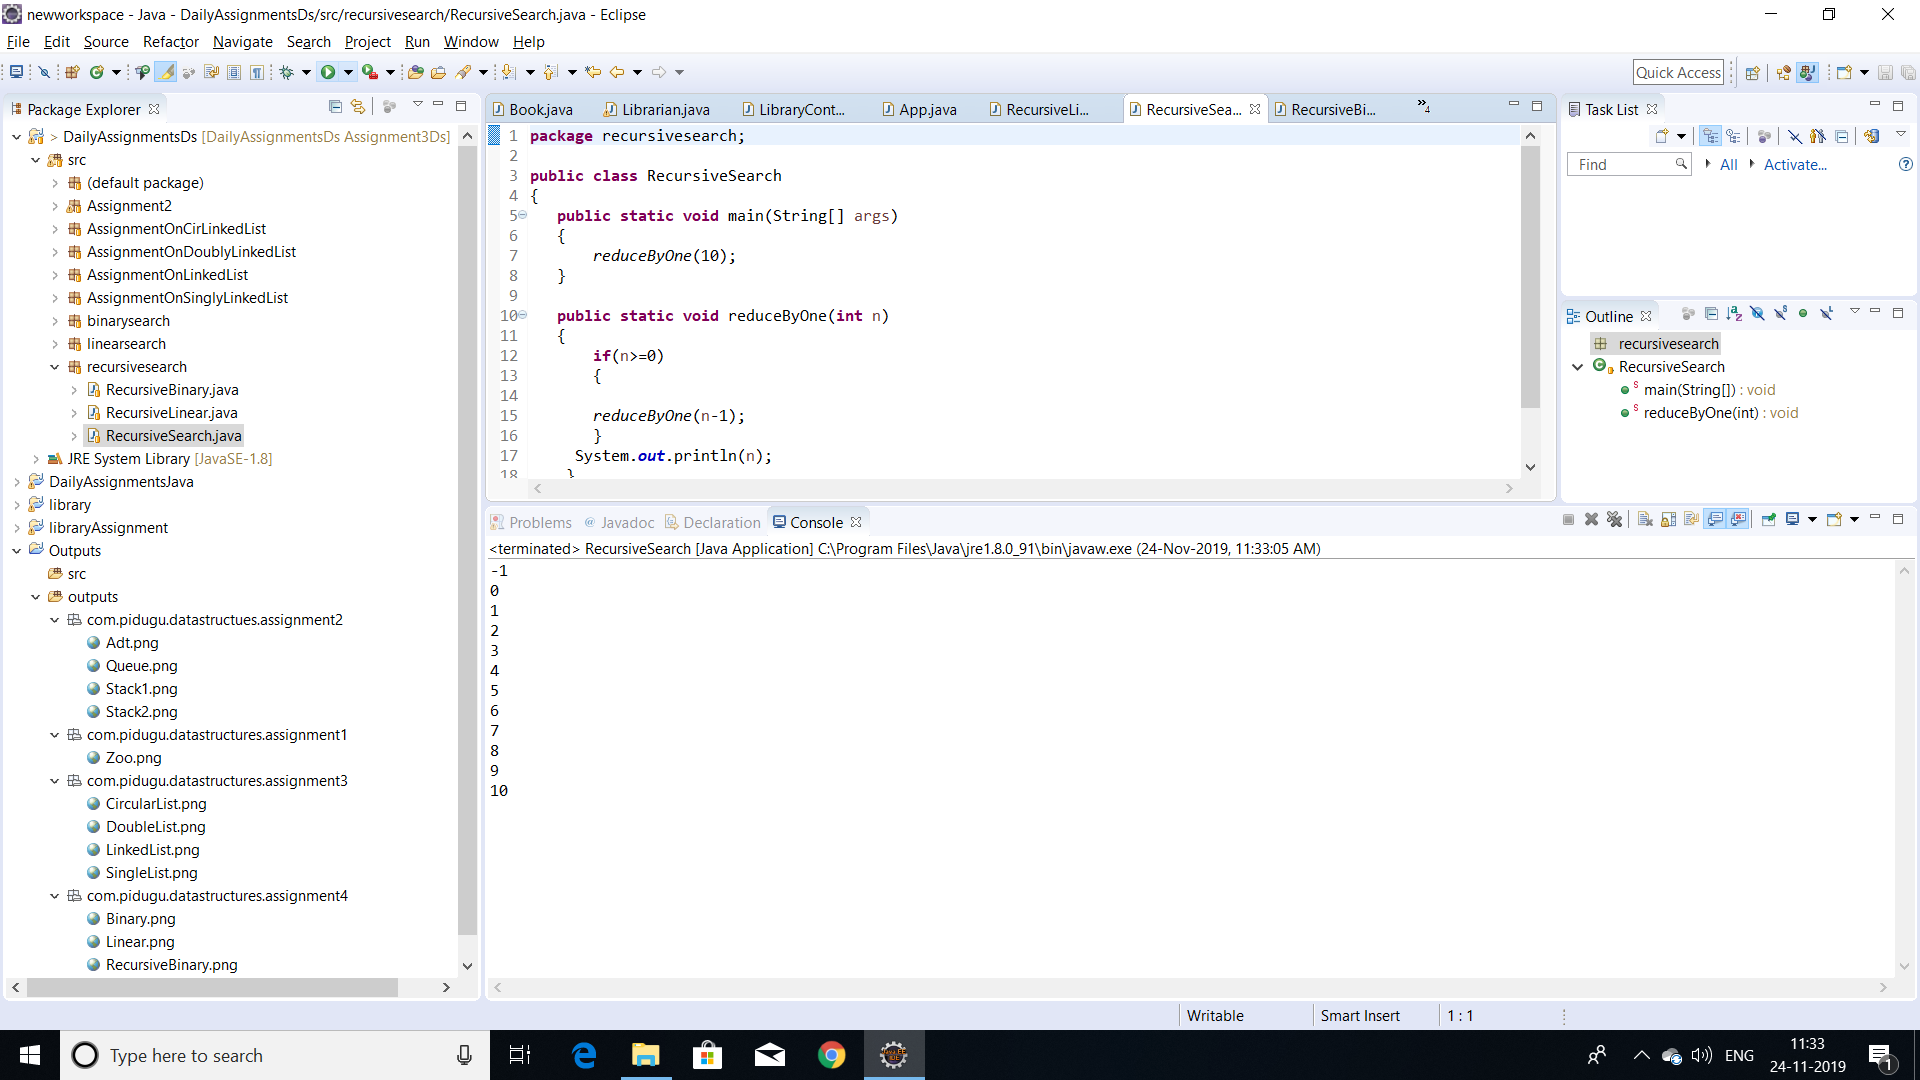 newworkspace - Java - DailyAssignmentsDs/src/recursivesearch/RecursiveSearch.java - Eclipse
File Edit Source Refactor Navigate Search Project Run Window Help
Quick Access
Package Explorer
DailyAssignmentsDs [DailyAssignmentsDs Assignment3Ds]
src
(default package)
Assignment2
AssignmentOnCirLinkedList
AssignmentOnDoublyLinkedList
AssignmentOnLinkedList
AssignmentOnSinglyLinkedList
binarysearch
linearsearch
recursivesearch
RecursiveBinary.java
RecursiveLinear.java
RecursiveSearch.java
JRE System Library [JavaSE-1.8]
DailyAssignmentsJava
library
libraryAssignment
Outputs
src
outputs
com.pidugu.datastructues.assignment2
Adt.png
Queue.png
Stack1.png
Stack2.png
com.pidugu.datastructures.assignment1
Zoo.png
com.pidugu.datastructures.assignment3
CircularList.png
DoubleList.png
LinkedList.png
SingleList.png
com.pidugu.datastructures.assignment4
Binary.png
Linear.png
RecursiveBinary.png
Book.java Librarian.java LibraryCont... App.java RecursiveLi... RecursiveSea... RecursiveBi... »4
1 package recursivesearch;
2
3 public class RecursiveSearch
4 {
5 public static void main(String[] args)
6 {
7 reduceByOne(10);
8 }
9
10 public static void reduceByOne(int n)
11 {
12 if(n>=0)
13 {
14
15 reduceByOne(n-1);
16 }
17 System.out.println(n);
18 }
Task List
Find All Activate...
Outline
recursivesearch
RecursiveSearch
main(String[]) : void
reduceByOne(int) : void
Problems @ Javadoc Declaration Console
<terminated> RecursiveSearch [Java Application] C:\Program Files\Java\jre1.8.0_91\bin\javaw.exe (24-Nov-2019, 11:33:05 AM)
-1
0
1
2
3
4
5
6
7
8
9
10
Writable Smart Insert 1 : 1
Type here to search
ENG
11:33
24-11-2019
1